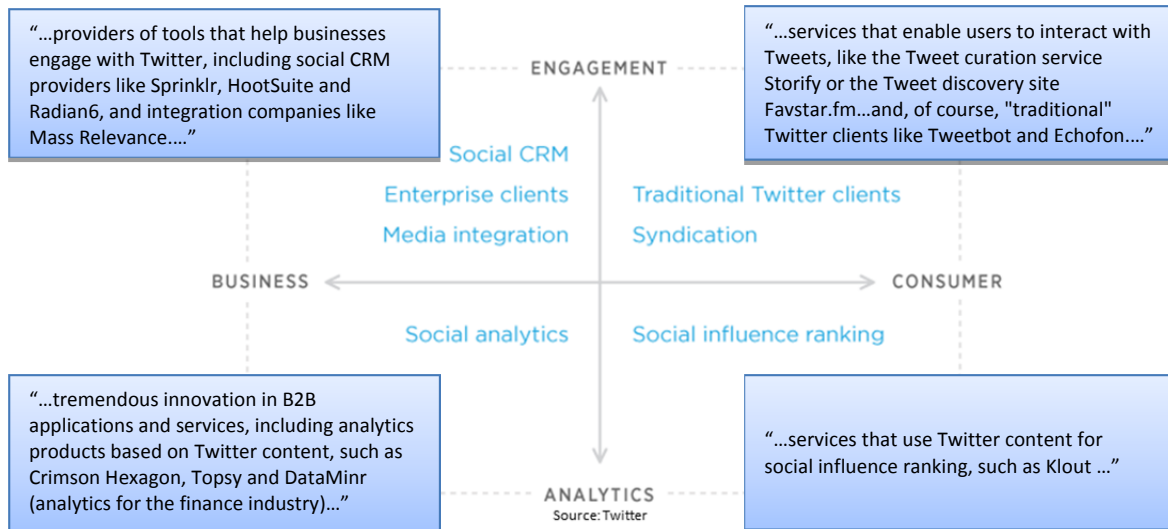 “…providers of tools that help businesses
engage with Twitter, including social CRM
providers like Sprinklr, HootSuite and
Radian6, and integration companies like
Mass Relevance.…”
“…services that enable users to interact with
Tweets, like the Tweet curation service
Storify or the Tweet discovery site
Favstar.fm…and, of course, "traditional"
Twitter clients like Tweetbot and Echofon.…”
ENGAGEMENT
Social CRM
Enterprise clients
Media integration
Traditional Twitter clients
Syndication
BUSINESS
CONSUMER
Social analytics
Social influence ranking
“…tremendous innovation in B2B
applications and services, including analytics
products based on Twitter content, such as
Crimson Hexagon, Topsy and DataMinr
(analytics for the finance industry)…”
“…services that use Twitter content for
social influence ranking, such as Klout …”
ANALYTICS
Source: Twitter